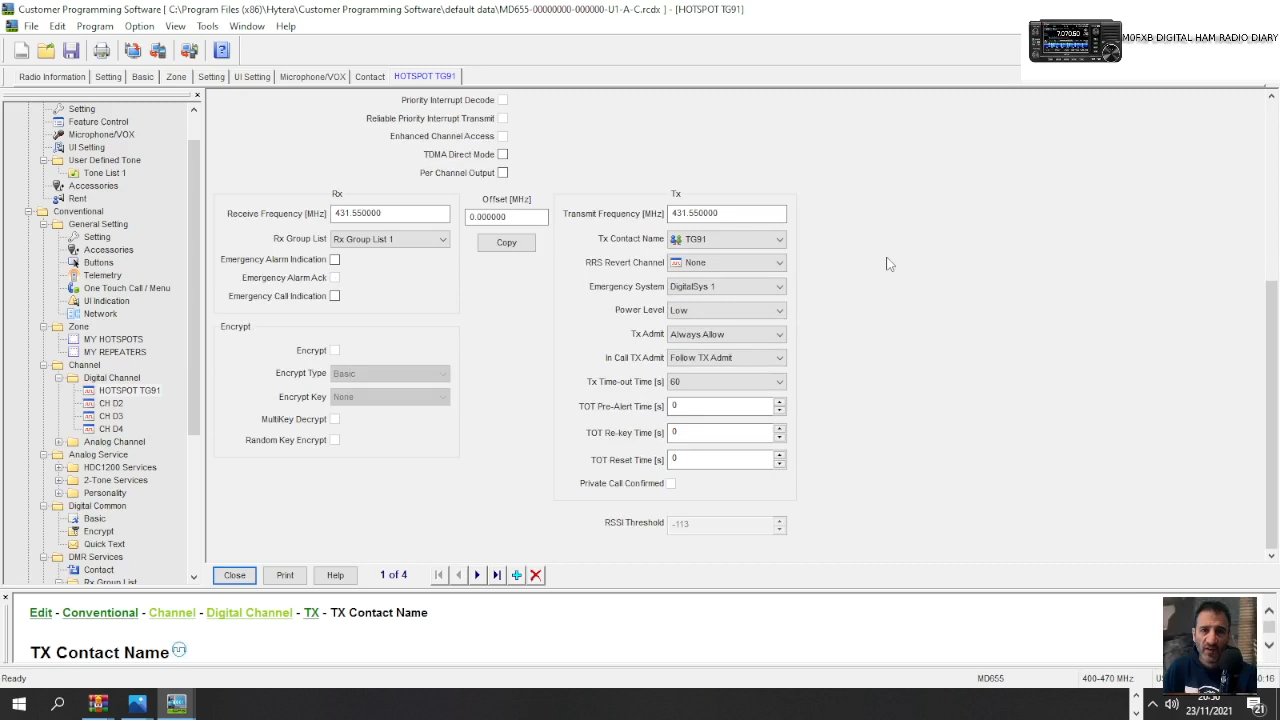 Customer Programming Software [ C:\Program Files (x86)\Hytera\Customer Programming Software\default data\MD655-00000000-000000-U1-A-C.cdbx ] - [HOTSPOT TG91]
File Edit Program Option View Tools Window Help
7.070.50
M0FXB DIGITAL HAM RADIO DIARY
Radio Information Setting Basic Zone Setting UI Setting Microphone/VOX Contact HOTSPOT TG91
Setting
Feature Control
Microphone/VOX
UI Setting
User Defined Tone
Tone List 1
Accessories
Rent
Conventional
General Setting
Setting
Accessories
Buttons
Telemetry
One Touch Call / Menu
UI Indication
Network
Zone
MY HOTSPOTS
MY REPEATERS
Channel
Digital Channel
HOTSPOT TG91
CH D2
CH D3
CH D4
Analog Channel
Analog Service
HDC1200 Services
2-Tone Services
Personality
Digital Common
Basic
Encrypt
Quick Text
DMR Services
Contact
Rx Group List
Priority Interrupt Decode
Reliable Priority Interrupt Transmit
Enhanced Channel Access
TDMA Direct Mode
Per Channel Output
Rx
Receive Frequency [MHz] 431.550000
Rx Group List Rx Group List 1
Emergency Alarm Indication
Emergency Alarm Ack
Emergency Call Indication
Offset [MHz]
0.000000
Copy
Encrypt
Encrypt
Encrypt Type Basic
Encrypt Key None
MultiKey Decrypt
Random Key Encrypt
Tx
Transmit Frequency [MHz] 431.550000
Tx Contact Name TG91
RRS Revert Channel None
Emergency System DigitalSys 1
Power Level Low
Tx Admit Always Allow
In Call TX Admit Follow TX Admit
Tx Time-out Time [s] 60
TOT Pre-Alert Time [s] 0
TOT Re-key Time [s] 0
TOT Reset Time [s] 0
Private Call Confirmed
RSSI Threshold -113
Close Print Help 1 of 4
Edit - Conventional - Channel - Digital Channel - TX - TX Contact Name
TX Contact Name
Ready MD655 400-470 MHz
23/11/2021
21